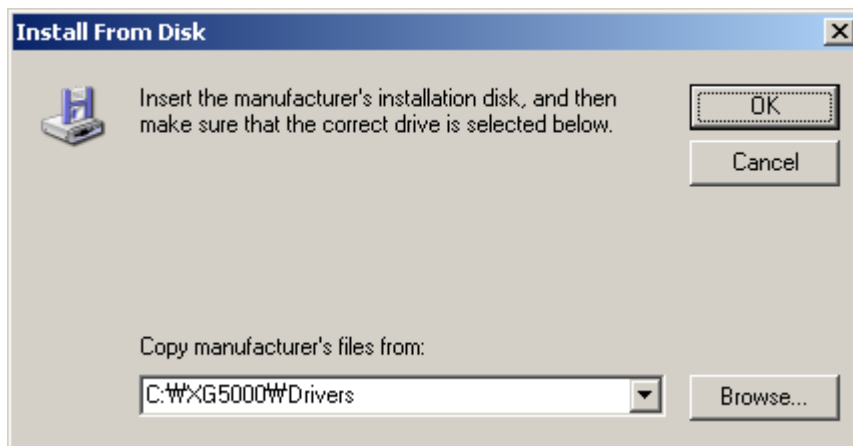 Install From Disk
Insert the manufacturer's installation disk, and then
make sure that the correct drive is selected below.
OK
Cancel
Copy manufacturer's files from:
C:₩XG5000₩Drivers
Browse...